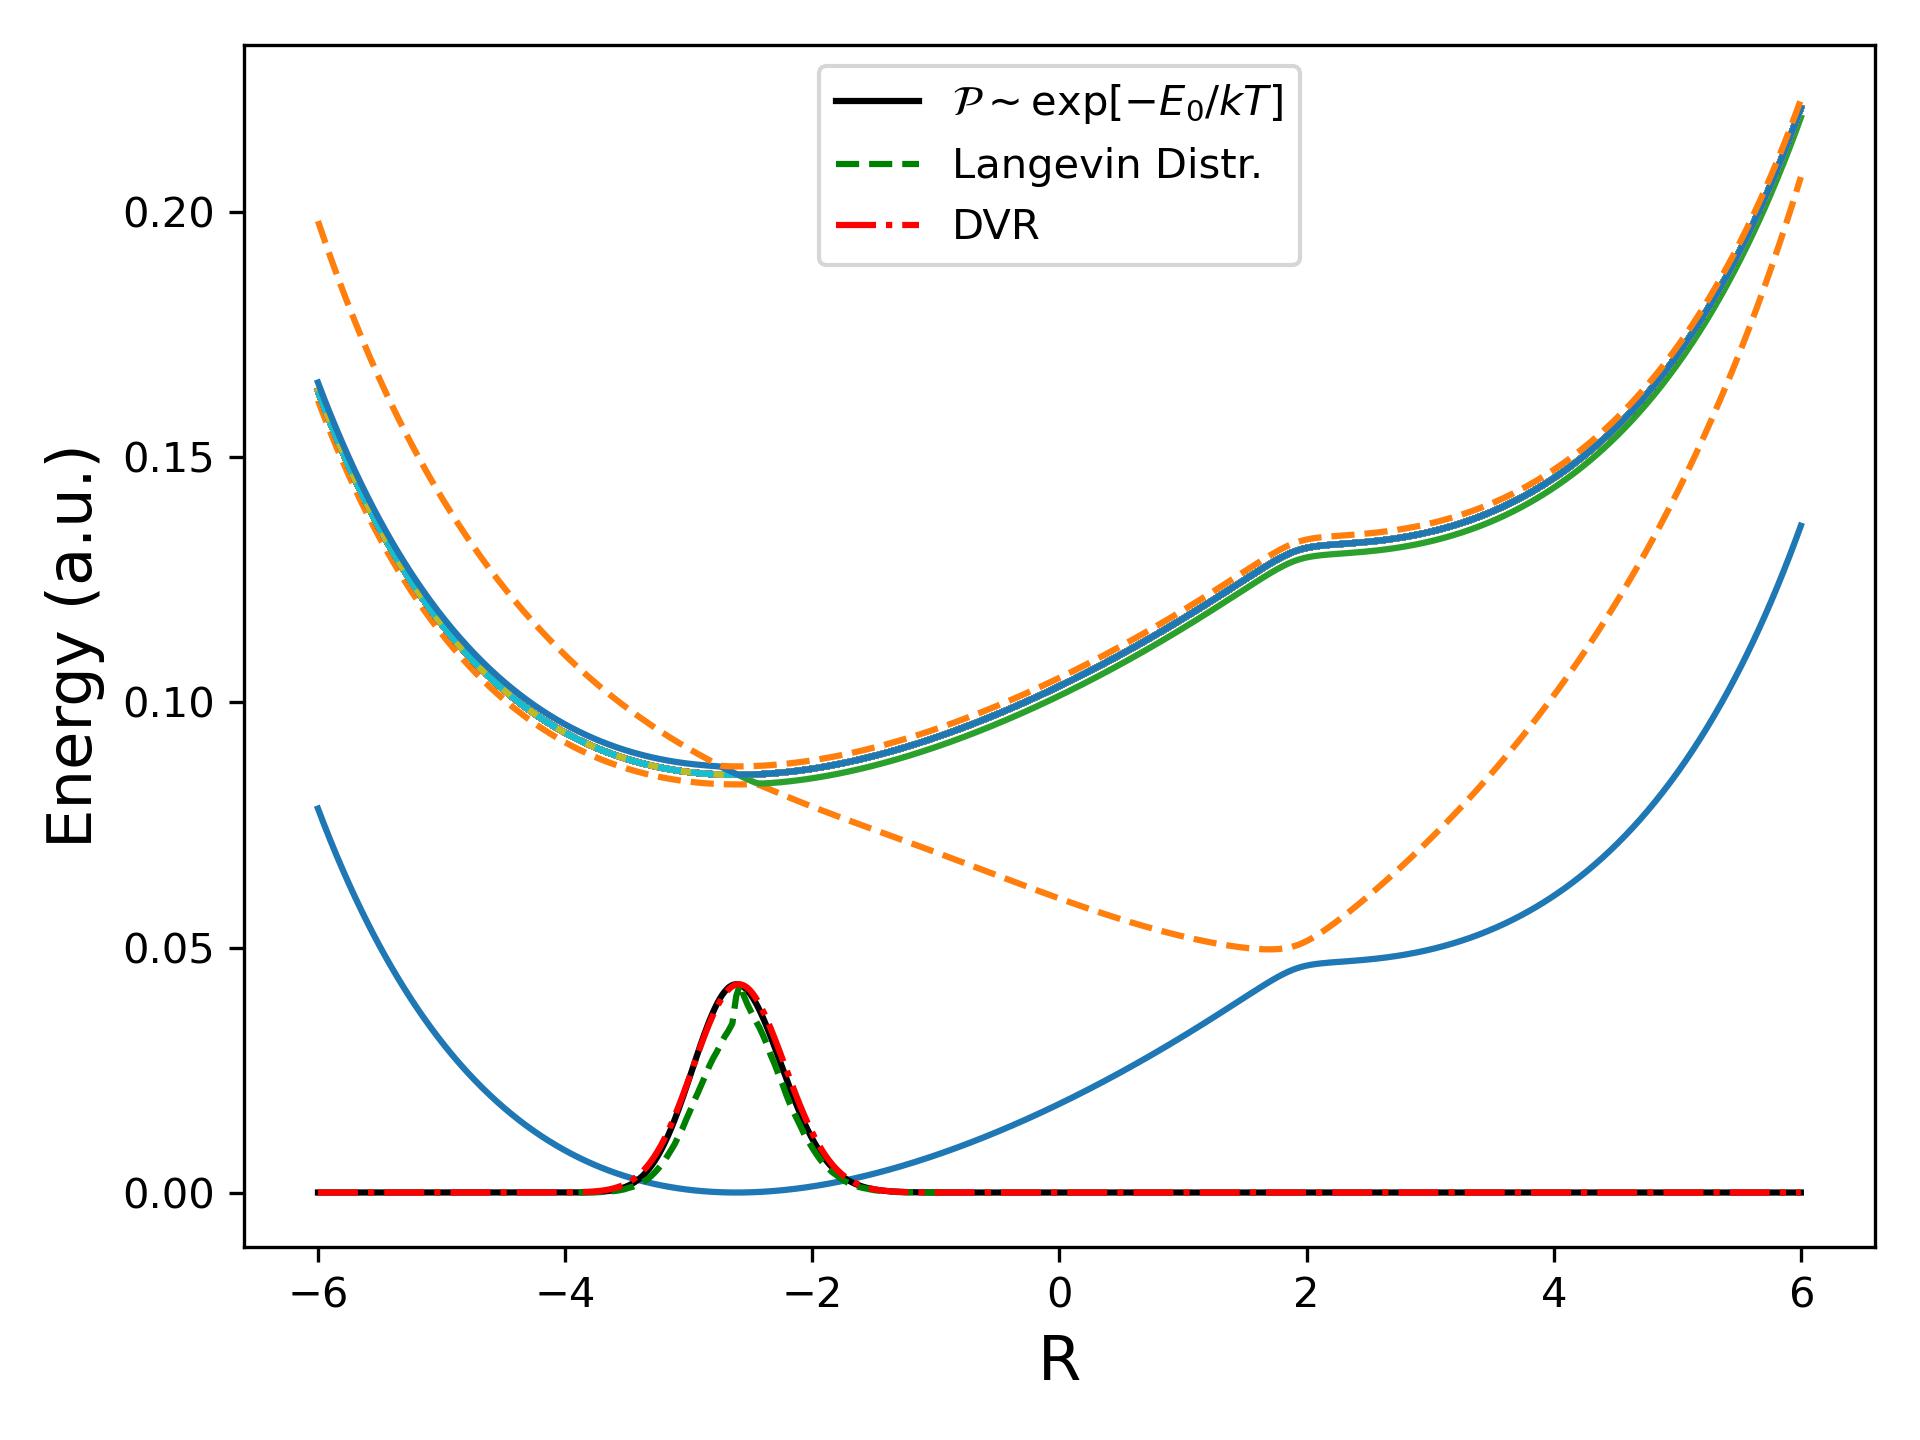 𝒫 ~ exp[−E₀/kT]
Langevin Distr.
DVR
Energy (a.u.)
0.20
0.15
0.10
0.05
0.00
−6 −4 −2 0 2 4 6
R